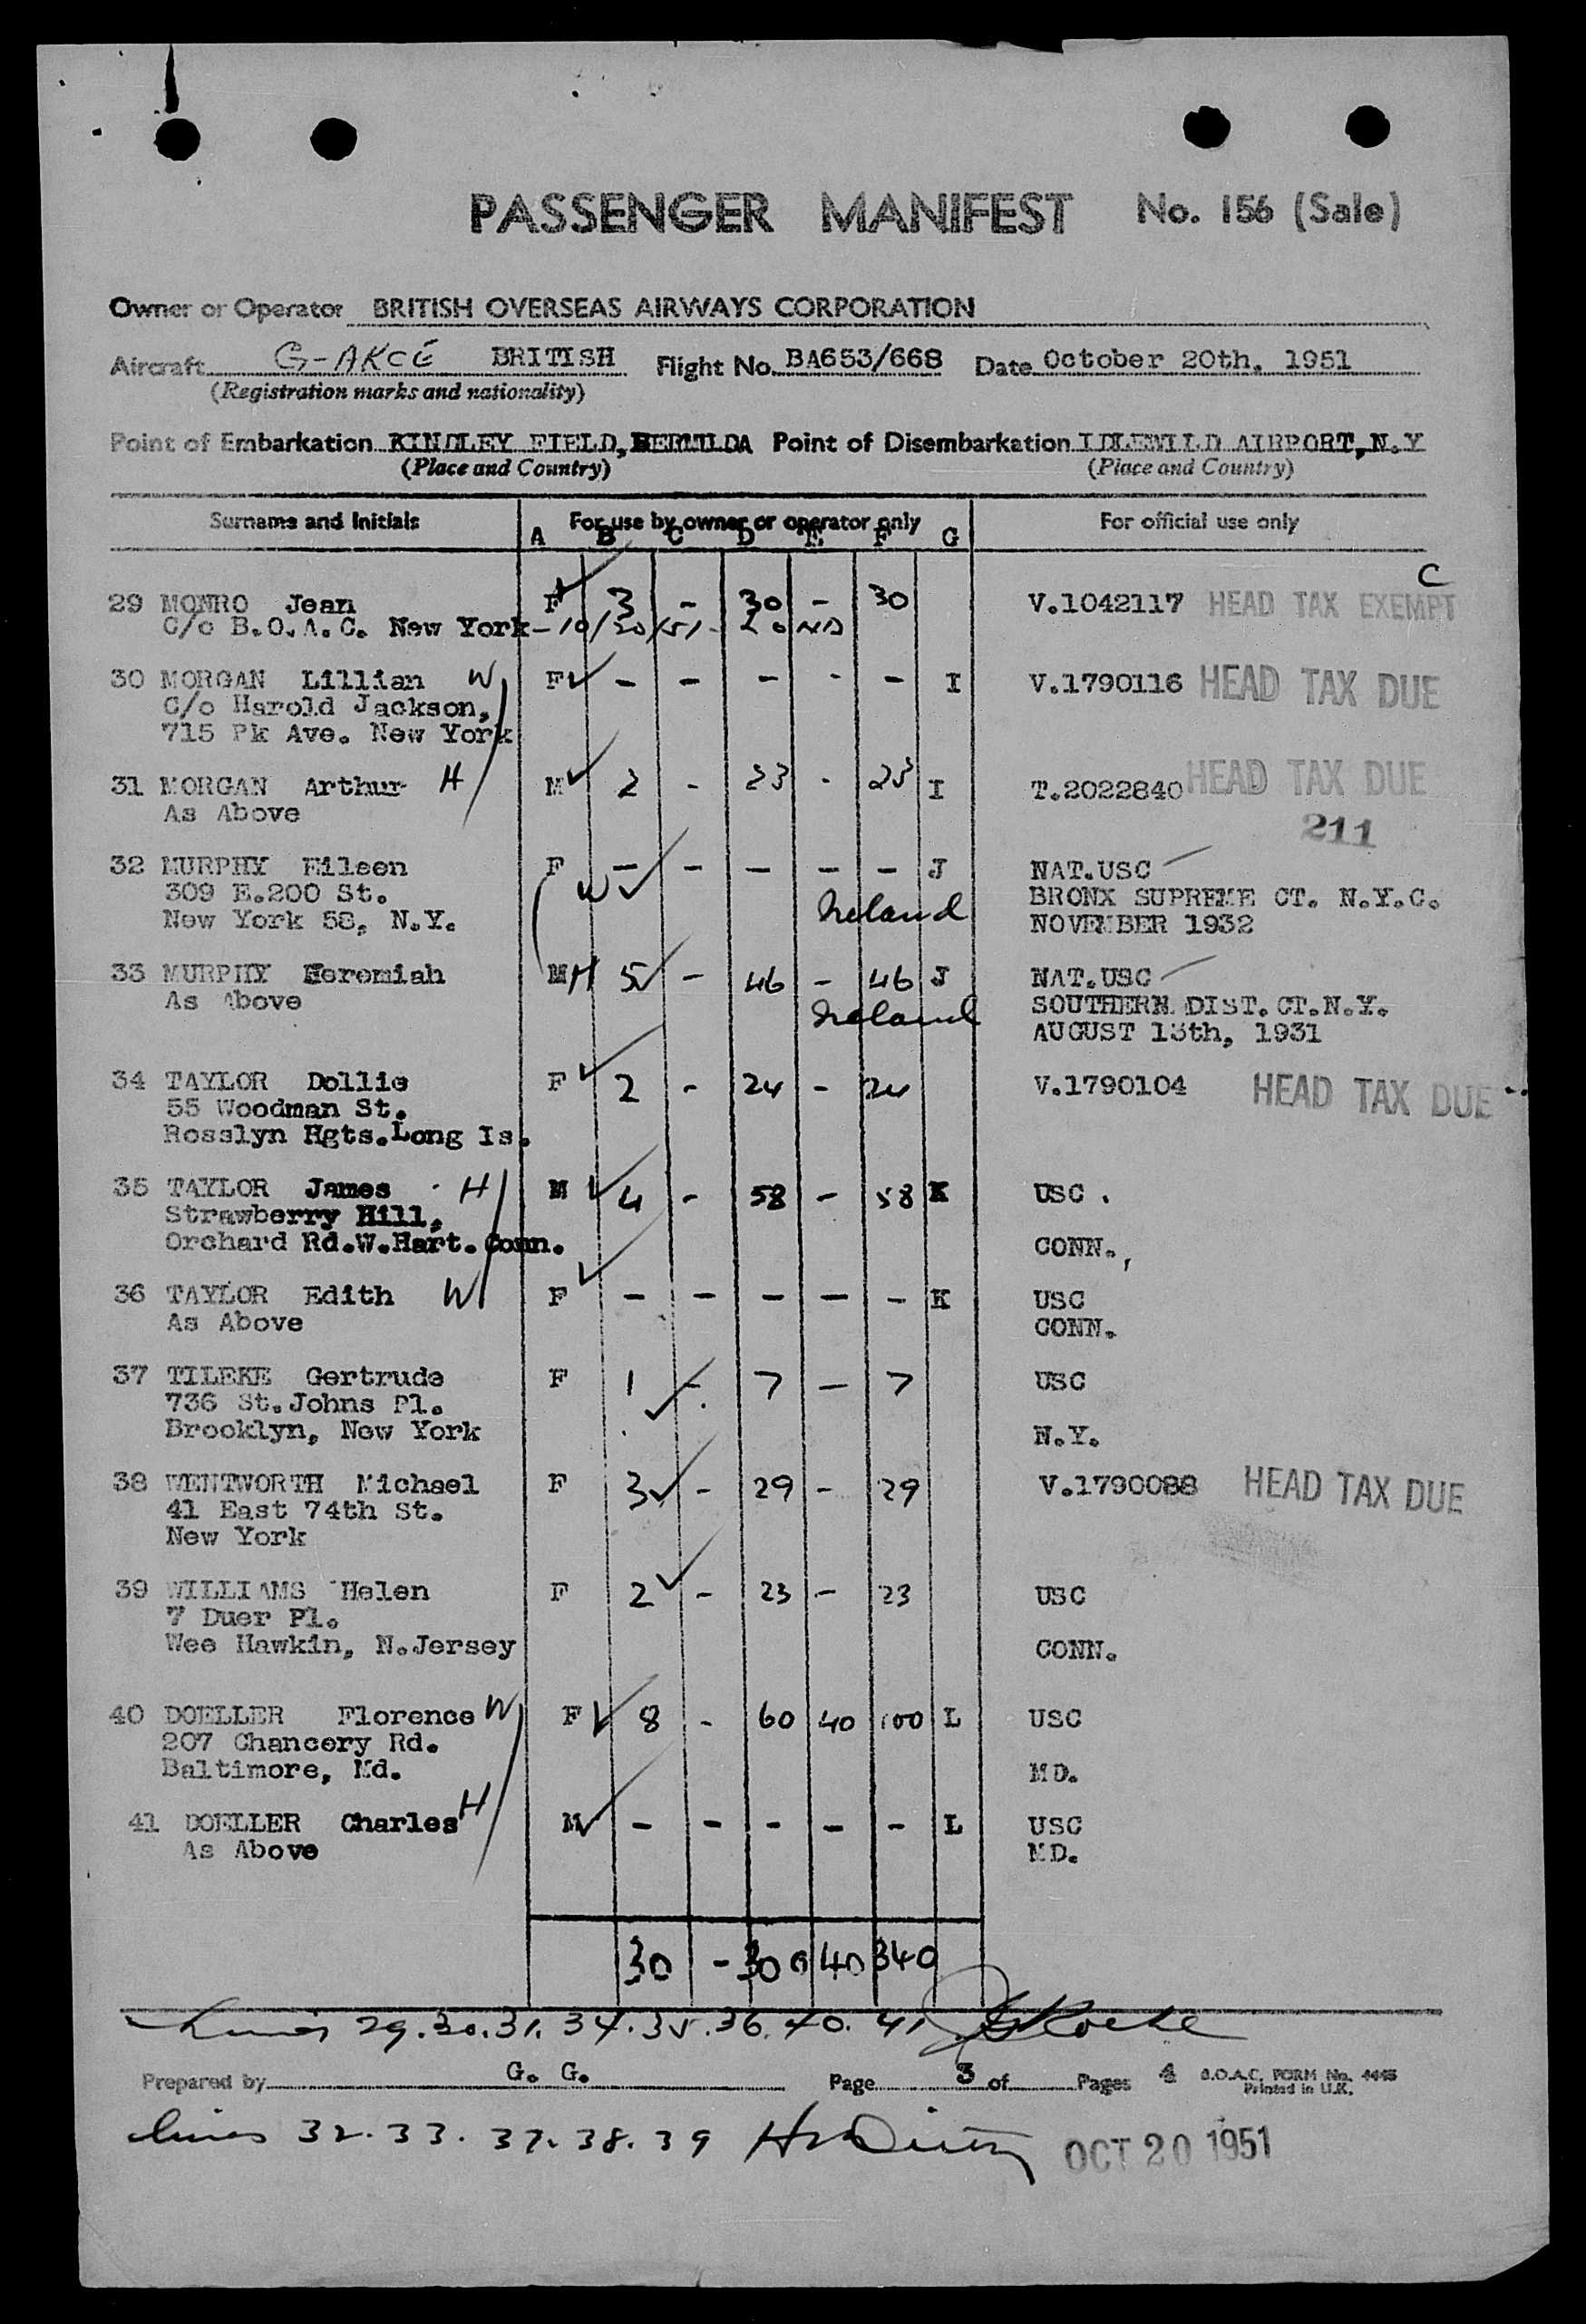 PASSENGER MANIFEST No. 156 (Sale)
Owner or Operator BRITISH OVERSEAS AIRWAYS CORPORATION
Aircraft G-AKCE BRITISH Flight No. BA653/668 Date October 20th, 1951
(Registration marks and nationality)
Point of Embarkation KINDLEY FIELD, BERMUDA Point of Disembarkation IDLEWILD AIRPORT, N.Y
(Place and Country) (Place and Country)
Surname and Initials For use by owner or operator only For official use only
A B C D E F G
C
29 MONRO Jean F 3 - 30 - 30 V.1042117 HEAD TAX EXEMPT
C/o B.O.A.C. New York
30 MORGAN Lillian W F - - - - - I V.1790116 HEAD TAX DUE
C/o Harold Jackson,
715 Pk Ave. New York
31 MORGAN Arthur H M 2 - 23 - 23 I T.2022840 HEAD TAX DUE
As Above 211
32 MURPHY Eileen F - - - - - J NAT.USC
309 E.200 St. W Ireland BRONX SUPREME CT. N.Y.C.
New York 58, N.Y. NOVEMBER 1932
33 MURPHY Jeremiah M H 5 - 46 - 46 J NAT.USC
As Above Ireland SOUTHERN DIST.CT.N.Y.
AUGUST 13th, 1931
34 TAYLOR Dollie F 2 - 24 - 24 V.1790104 HEAD TAX DUE
55 Woodman St.
Rosslyn Hgts.Long Is.
35 TAYLOR James H M 4 - 58 - 58 K USC
Strawberry Hill,
Orchard Rd.W.Hart.Conn. CONN.
36 TAYLOR Edith W F - - - - - K USC
As Above CONN.
37 TILEKE Gertrude F 1 - 7 - 7 USC
736 St.Johns Pl.
Brooklyn, New York N.Y.
38 WENTWORTH Michael F 3 - 29 - 29 V.1790088 HEAD TAX DUE
41 East 74th St.
New York
39 WILLIAMS Helen F 2 - 23 - 23 USC
7 Duer Pl.
Wee Hawkin, N.Jersey CONN.
40 DOELLER Florence W F 8 - 60 40 100 L USC
207 Chancery Rd.
Baltimore, Md. MD.
41 DOELLER Charles H M - - - - - L USC
As Above MD.
30 - 300 40 340
Lines 29.30.31.34.35.36.40.41
Prepared by G. G. Page 3 of Pages 4 B.O.A.C. FORM No. 4445
Printed in U.K.
Lines 32.33.37.38.39 OCT 20 1951